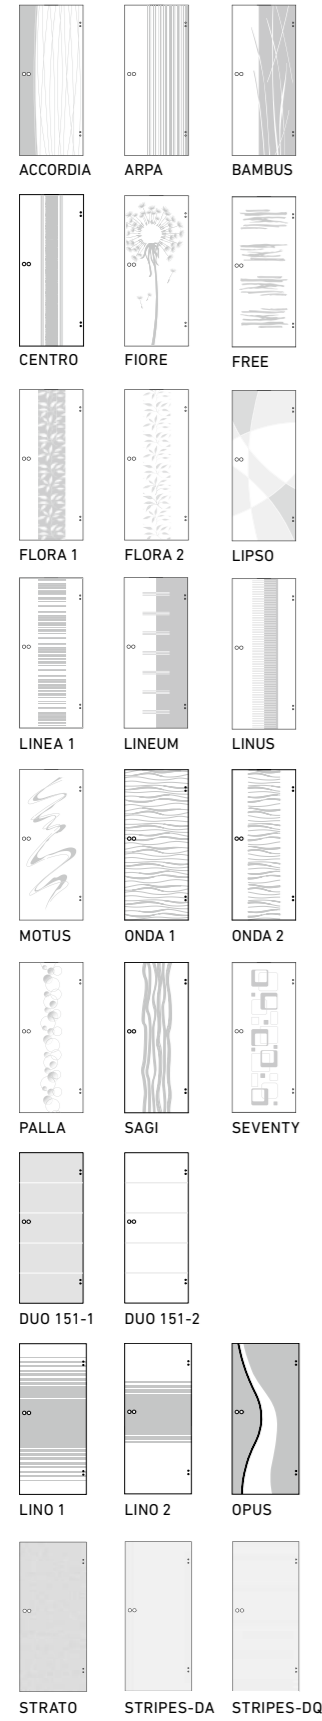 ACCORDIA ARPA BAMBUS
CENTRO FIORE FREE
FLORA 1 FLORA 2 LIPSO
LINEA 1 LINEUM LINUS
MOTUS ONDA 1 ONDA 2
PALLA SAGI SEVENTY
DUO 151-1 DUO 151-2
LINO 1 LINO 2 OPUS
STRATO STRIPES-DA STRIPES-DQ